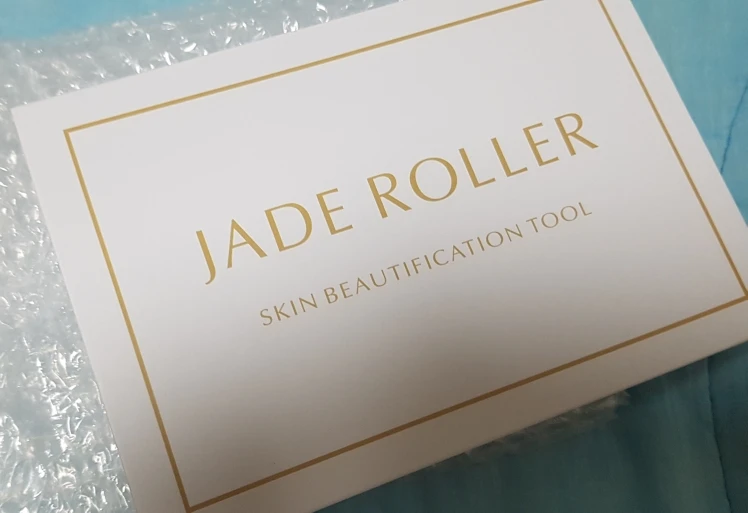 JADE ROLLER
SKIN BEAUTIFICATION TOOL